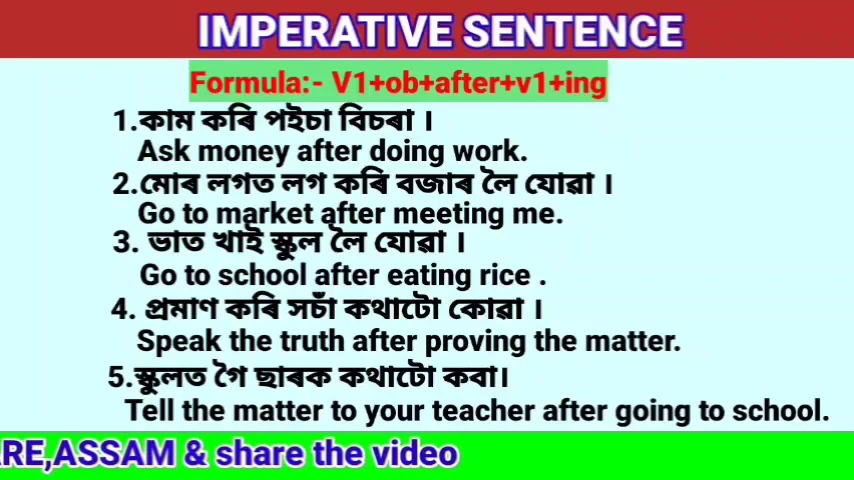 IMPERATIVE SENTENCE
Formula:- V1+ob+after+v1+ing
1.কাম কৰি পইচা বিচৰা ।
Ask money after doing work.
2.মোৰ লগত লগ কৰি বজাৰ লৈ যোৱা ।
Go to market after meeting me.
3. ভাত খাই স্কুল লৈ যোৱা ।
Go to school after eating rice .
4. প্ৰমাণ কৰি সচাঁ কথাটো কোৱা ।
Speak the truth after proving the matter.
5.স্কুলত গৈ ছাৰক কথাটো কবা।
Tell the matter to your teacher after going to school.
RE,ASSAM & share the video